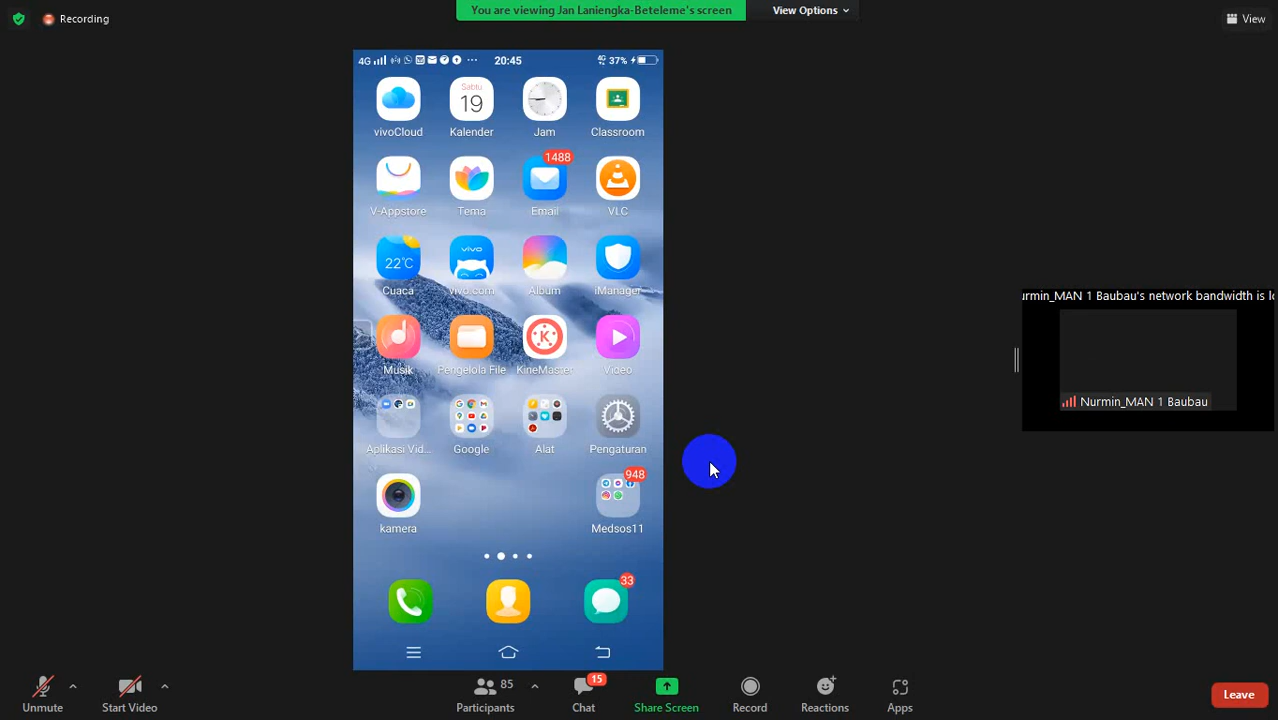 Recording
You are viewing Jan Laniengka-Beteleme's screen
View Options
View
4G
20:45
4G 37%
Sabtu
19
vivoCloud
Kalender
Jam
Classroom
1488
V-Appstore
Tema
Email
VLC
22°C
vivo
Cuaca
vivo.com
Album
iManager
K
Musik
Pengelola File
KineMaster
Video
Aplikasi Vid...
Google
Alat
Pengaturan
948
kamera
Medsos11
33
urmin_MAN 1 Baubau's network bandwidth is lo
Nurmin_MAN 1 Baubau
Unmute
Start Video
85
Participants
15
Chat
Share Screen
Record
Reactions
Apps
Leave